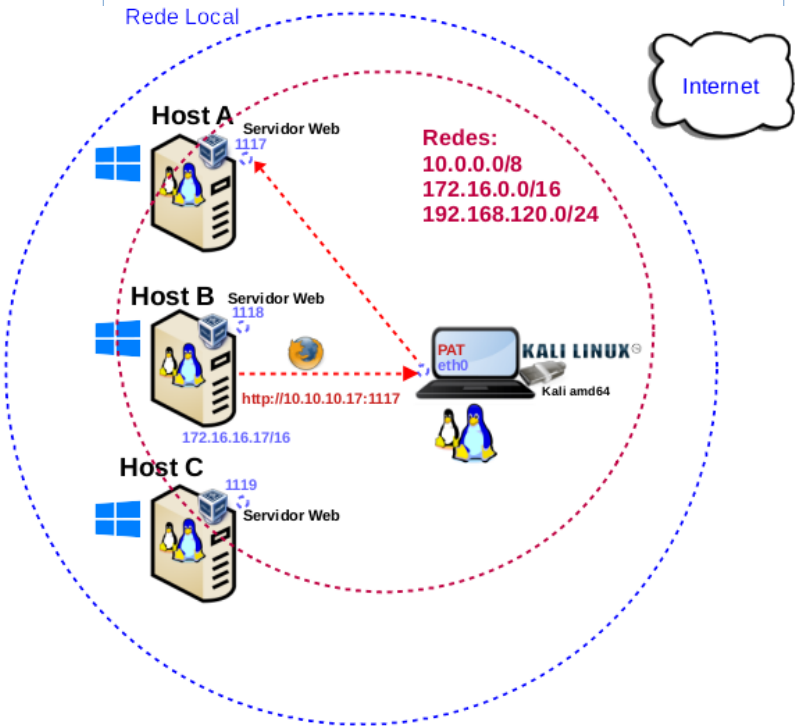 Rede Local
Internet
Host A
Servidor Web
1117
Redes:
10.0.0.0/8
172.16.0.0/16
192.168.120.0/24
Host B
Servidor Web
1118
http://10.10.10.17:1117
172.16.16.17/16
PAT
eth0
KALI LINUX
Kali amd64
Host C
1119
Servidor Web